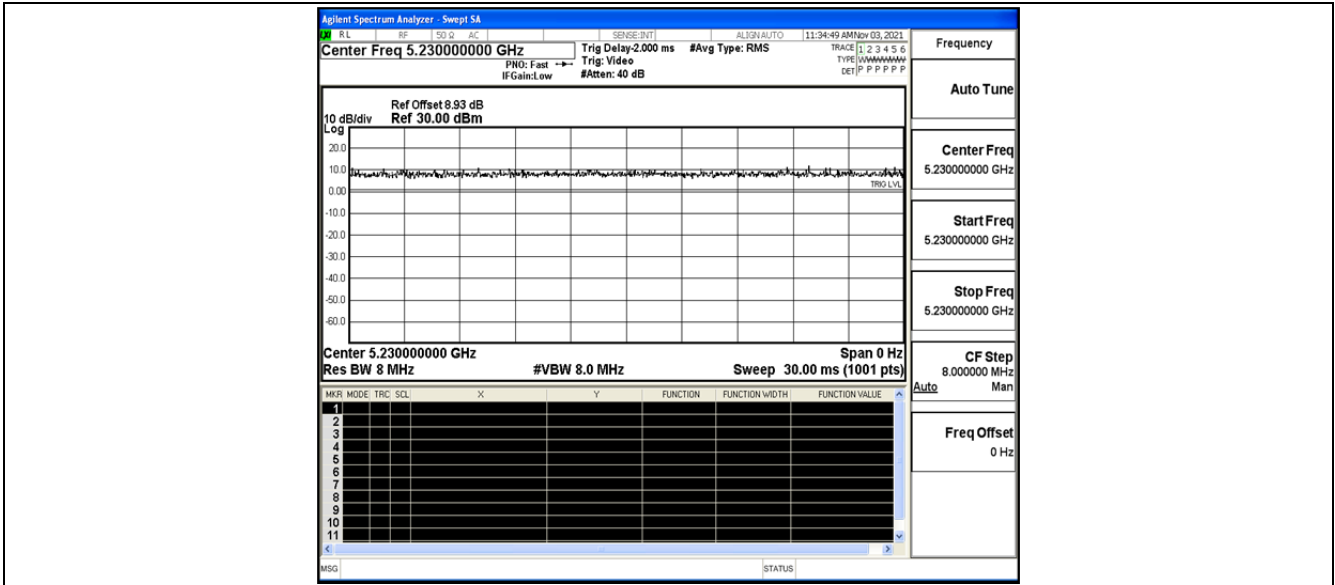 Agilent Spectrum Analyzer - Swept SA
RL RF 50 Ω AC SENSE:INT ALIGN AUTO 11:34:49 AM Nov 03, 2021
Center Freq 5.230000000 GHz
PNO: Fast
IFGain:Low
Trig Delay-2.000 ms
Trig: Video
#Atten: 40 dB
#Avg Type: RMS
TRACE 1 2 3 4 5 6
TYPE WWWWWW
DET P P P P P P
Ref Offset 8.93 dB
10 dB/div Ref 30.00 dBm
Log
20.0
10.0
0.00
-10.0
-20.0
-30.0
-40.0
-50.0
-60.0
TRIG LVL
Center 5.230000000 GHz Span 0 Hz
Res BW 8 MHz #VBW 8.0 MHz Sweep 30.00 ms (1001 pts)
MKR MODE TRC SCL X Y FUNCTION FUNCTION WIDTH FUNCTION VALUE
1
2
3
4
5
6
7
8
9
10
11
MSG STATUS
Frequency
Auto Tune
Center Freq
5.230000000 GHz
Start Freq
5.230000000 GHz
Stop Freq
5.230000000 GHz
CF Step
8.000000 MHz
Auto Man
Freq Offset
0 Hz